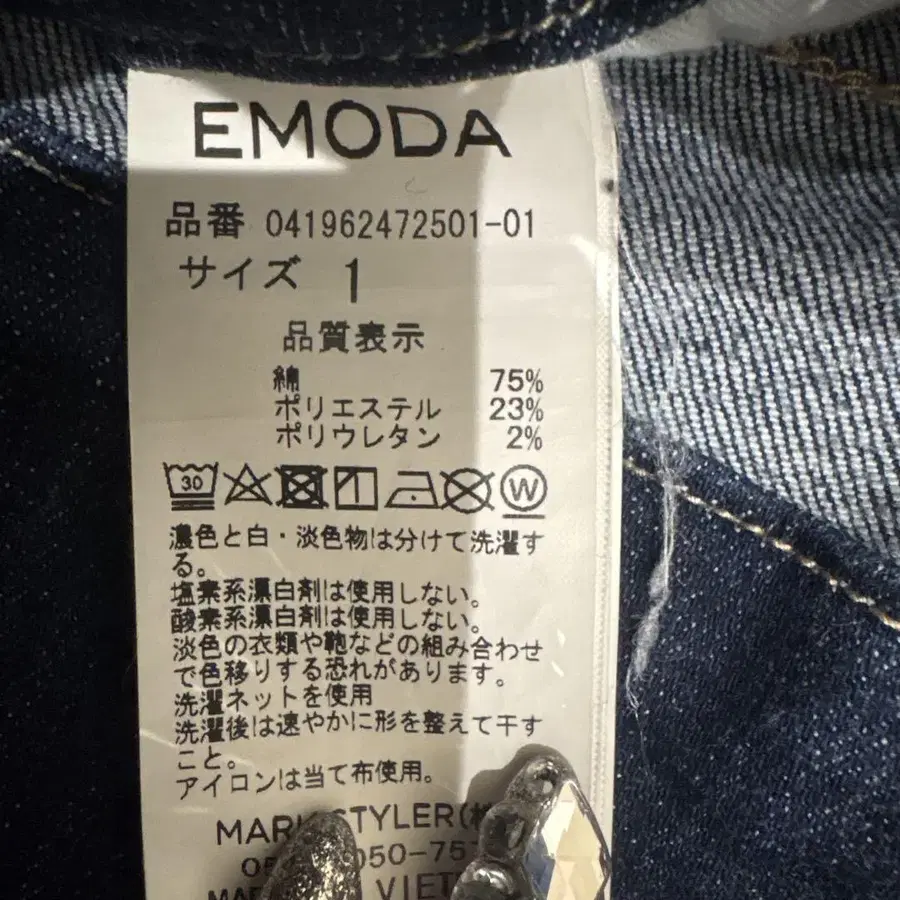 EMODA
品番 041962472501-01
サイズ 1
品質表示
綿 75%
ポリエステル 23%
ポリウレタン 2%
30 W
濃色と白・淡色物は分けて洗濯す
る。
塩素系漂白剤は使用しない。
酸素系漂白剤は使用しない。
淡色の衣類や鞄などの組み合わせ
で色移りする恐れがあります。
洗濯ネットを使用
洗濯後は速やかに形を整えて干す
こと。
アイロンは当て布使用。
STYLER